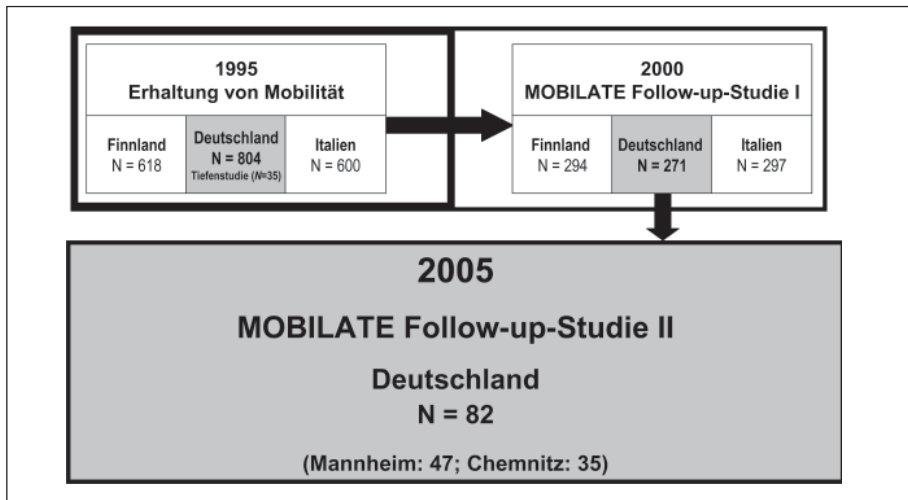 1995
Erhaltung von Mobilität
Finnland
N = 618
Deutschland
N = 804
Tiefenstudie (N=35)
Italien
N = 600
2000
MOBILATE Follow-up-Studie I
Finnland
N = 294
Deutschland
N = 271
Italien
N = 297
2005
MOBILATE Follow-up-Studie II
Deutschland
N = 82
(Mannheim: 47; Chemnitz: 35)